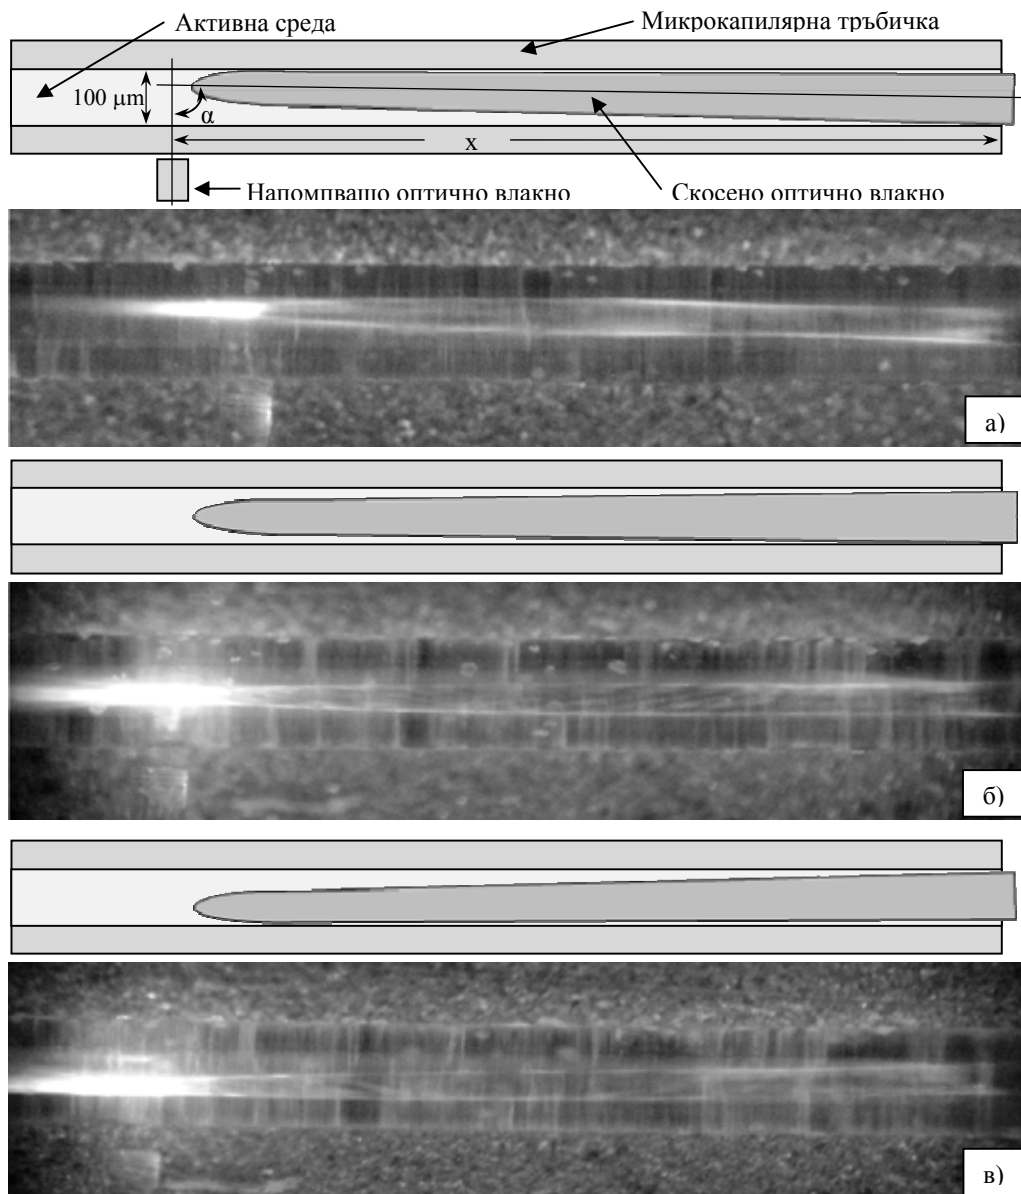 Активна среда
Микрокапилярна тръбичка
100 μm
α
x
Напомпващо оптично влакно
Скосено оптично влакно
а)
б)
в)